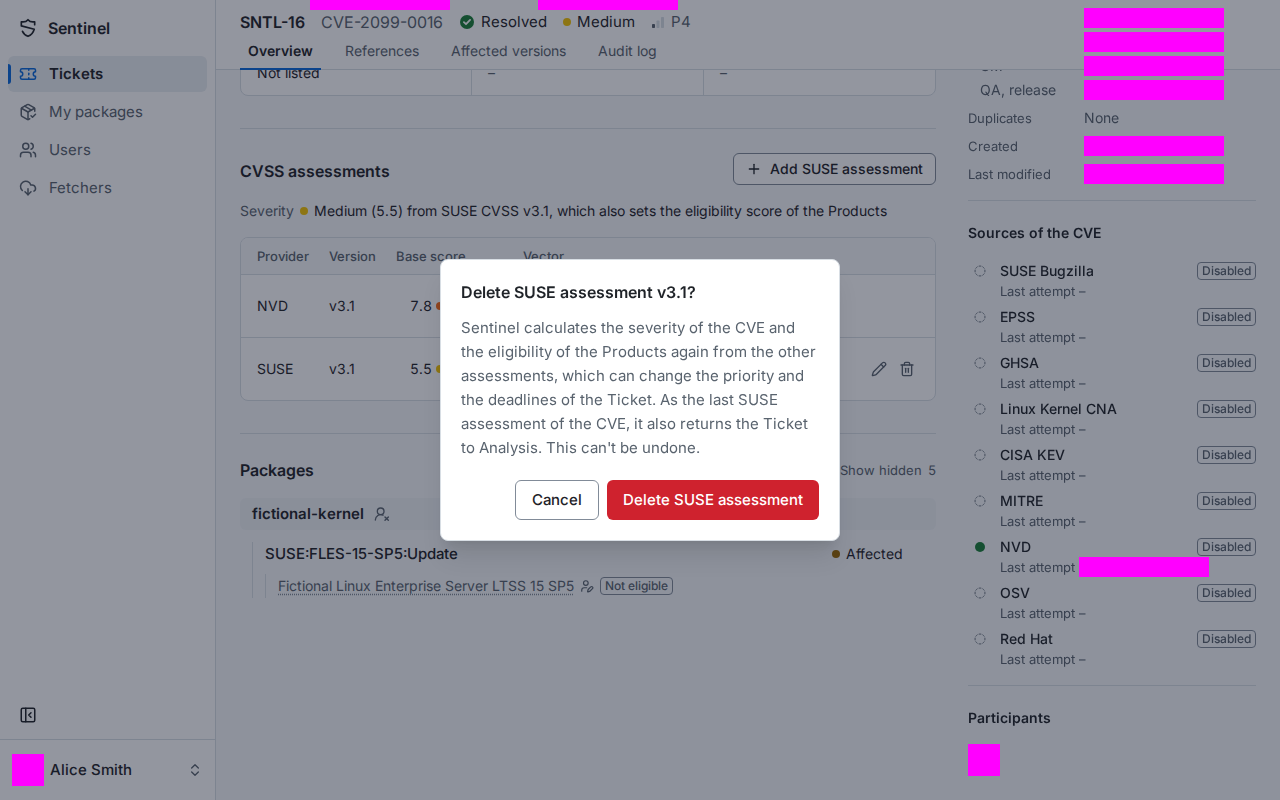 Sentinel
Tickets
My packages
Users
Fetchers
Alice Smith
SNTL-16 CVE-2099-0016 Resolved Medium P4
Overview References Affected versions Audit log
Not listed – –
CVSS assessments
Add SUSE assessment
Severity Medium (5.5) from SUSE CVSS v3.1, which also sets the eligibility score of the Products
Provider Version Base score Vector
NVD v3.1 7.8
SUSE v3.1 5.5
Packages
Show hidden 5
fictional-kernel
SUSE:FLES-15-SP5:Update
Affected
Fictional Linux Enterprise Server LTSS 15 SP5 Not eligible
Delete SUSE assessment v3.1?
Sentinel calculates the severity of the CVE and
the eligibility of the Products again from the other
assessments, which can change the priority and
the deadlines of the Ticket. As the last SUSE
assessment of the CVE, it also returns the Ticket
to Analysis. This can't be undone.
Cancel Delete SUSE assessment
QA, release
Duplicates None
Created
Last modified
Sources of the CVE
SUSE Bugzilla Disabled
Last attempt –
EPSS Disabled
Last attempt –
GHSA Disabled
Last attempt –
Linux Kernel CNA Disabled
Last attempt –
CISA KEV Disabled
Last attempt –
MITRE Disabled
Last attempt –
NVD Disabled
Last attempt
OSV Disabled
Last attempt –
Red Hat Disabled
Last attempt –
Participants